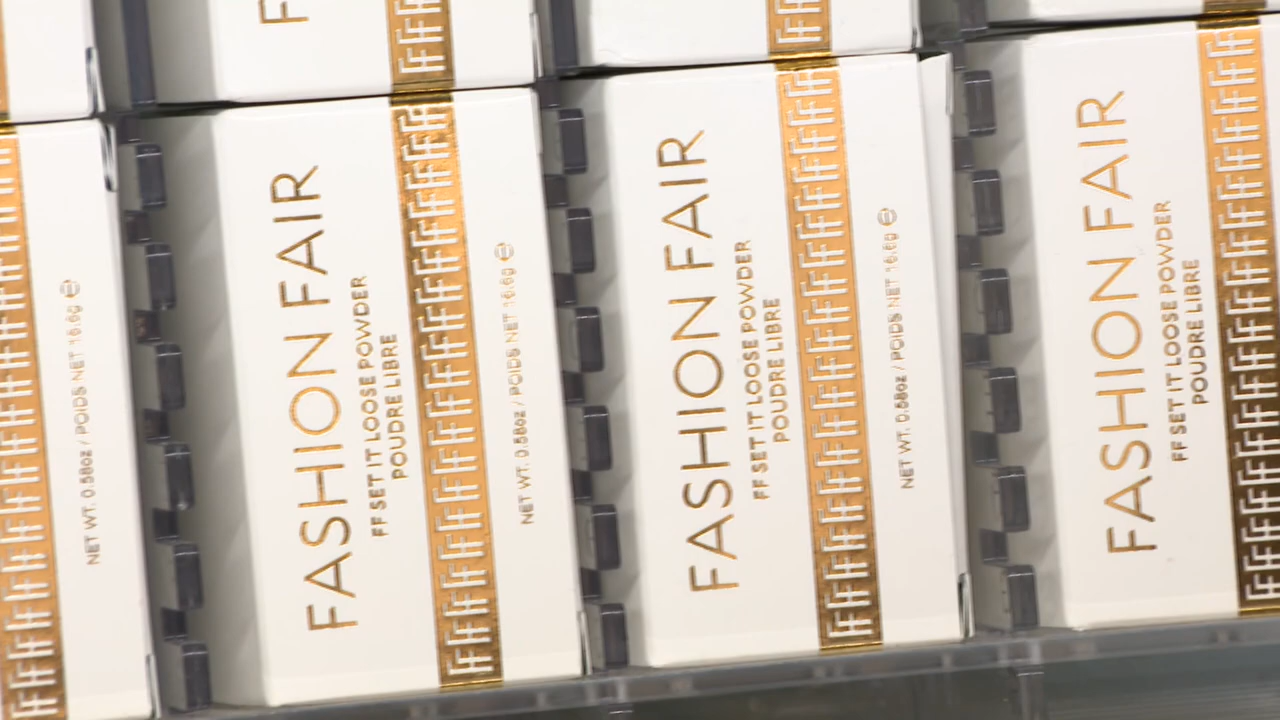 NET WT. 0.58oz / POIDS NET 16.6g ℮
F
FASHION FAIR
FF SET IT LOOSE POWDER
POUDRE LIBRE
NET WT. 0.58oz / POIDS NET 16.6g ℮
FASHION FAIR
FF SET IT LOOSE POWDER
POUDRE LIBRE
NET WT. 0.58oz / POIDS NET 16.6g ℮
FASHION FAIR
FF SET IT LOOSE POWDER
POUDRE LIBRE